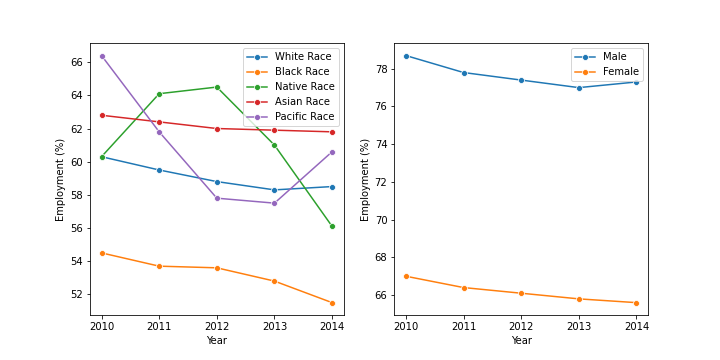 66
64
62
60
58
56
54
52
Employment (%)
2010 2011 2012 2013 2014
Year
White Race
Black Race
Native Race
Asian Race
Pacific Race
78
76
74
72
70
68
66
Employment (%)
2010 2011 2012 2013 2014
Year
Male
Female